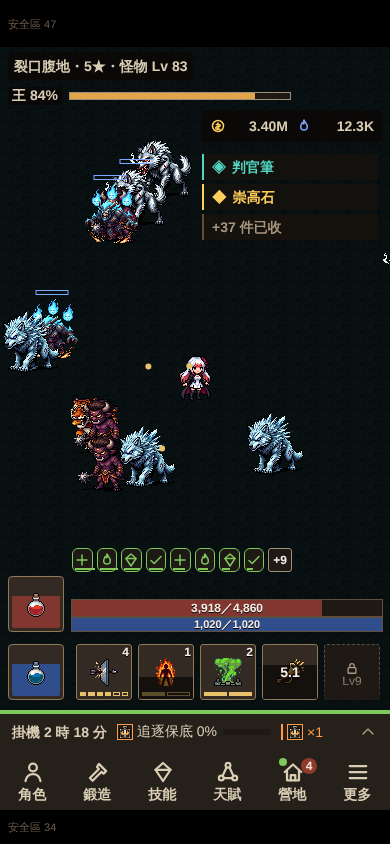 安全區 47
裂口腹地・5★・怪物 Lv 83
王 84%
3.40M 12.3K
判官筆
崇高石
+37 件已收
+9
3,918／4,860
1,020／1,020
4 1 2 5.1 Lv9
掛機 2 時 18 分 追逐保底 0% ×1
4
角色 鍛造 技能 天賦 營地 更多
安全區 34